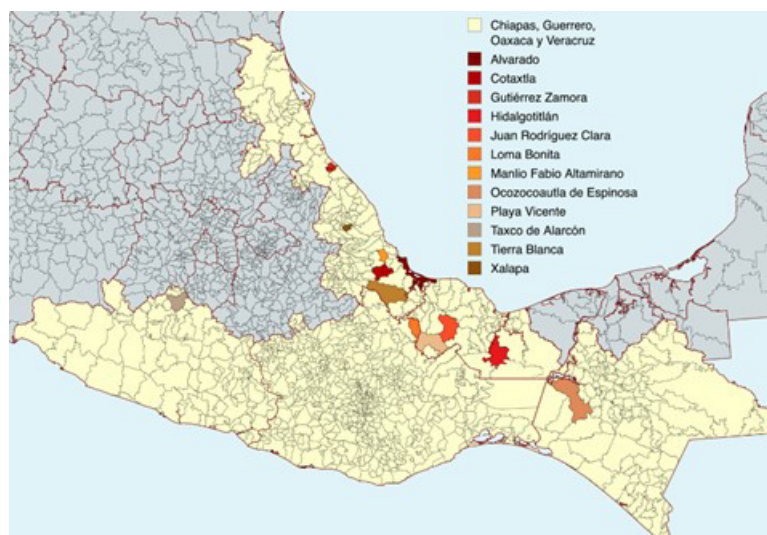 Chiapas, Guerrero,
Oaxaca y Veracruz
Alvarado
Cotaxtla
Gutiérrez Zamora
Hidalgotitlán
Juan Rodríguez Clara
Loma Bonita
Manlio Fabio Altamirano
Ocozocoautla de Espinosa
Playa Vicente
Taxco de Alarcón
Tierra Blanca
Xalapa